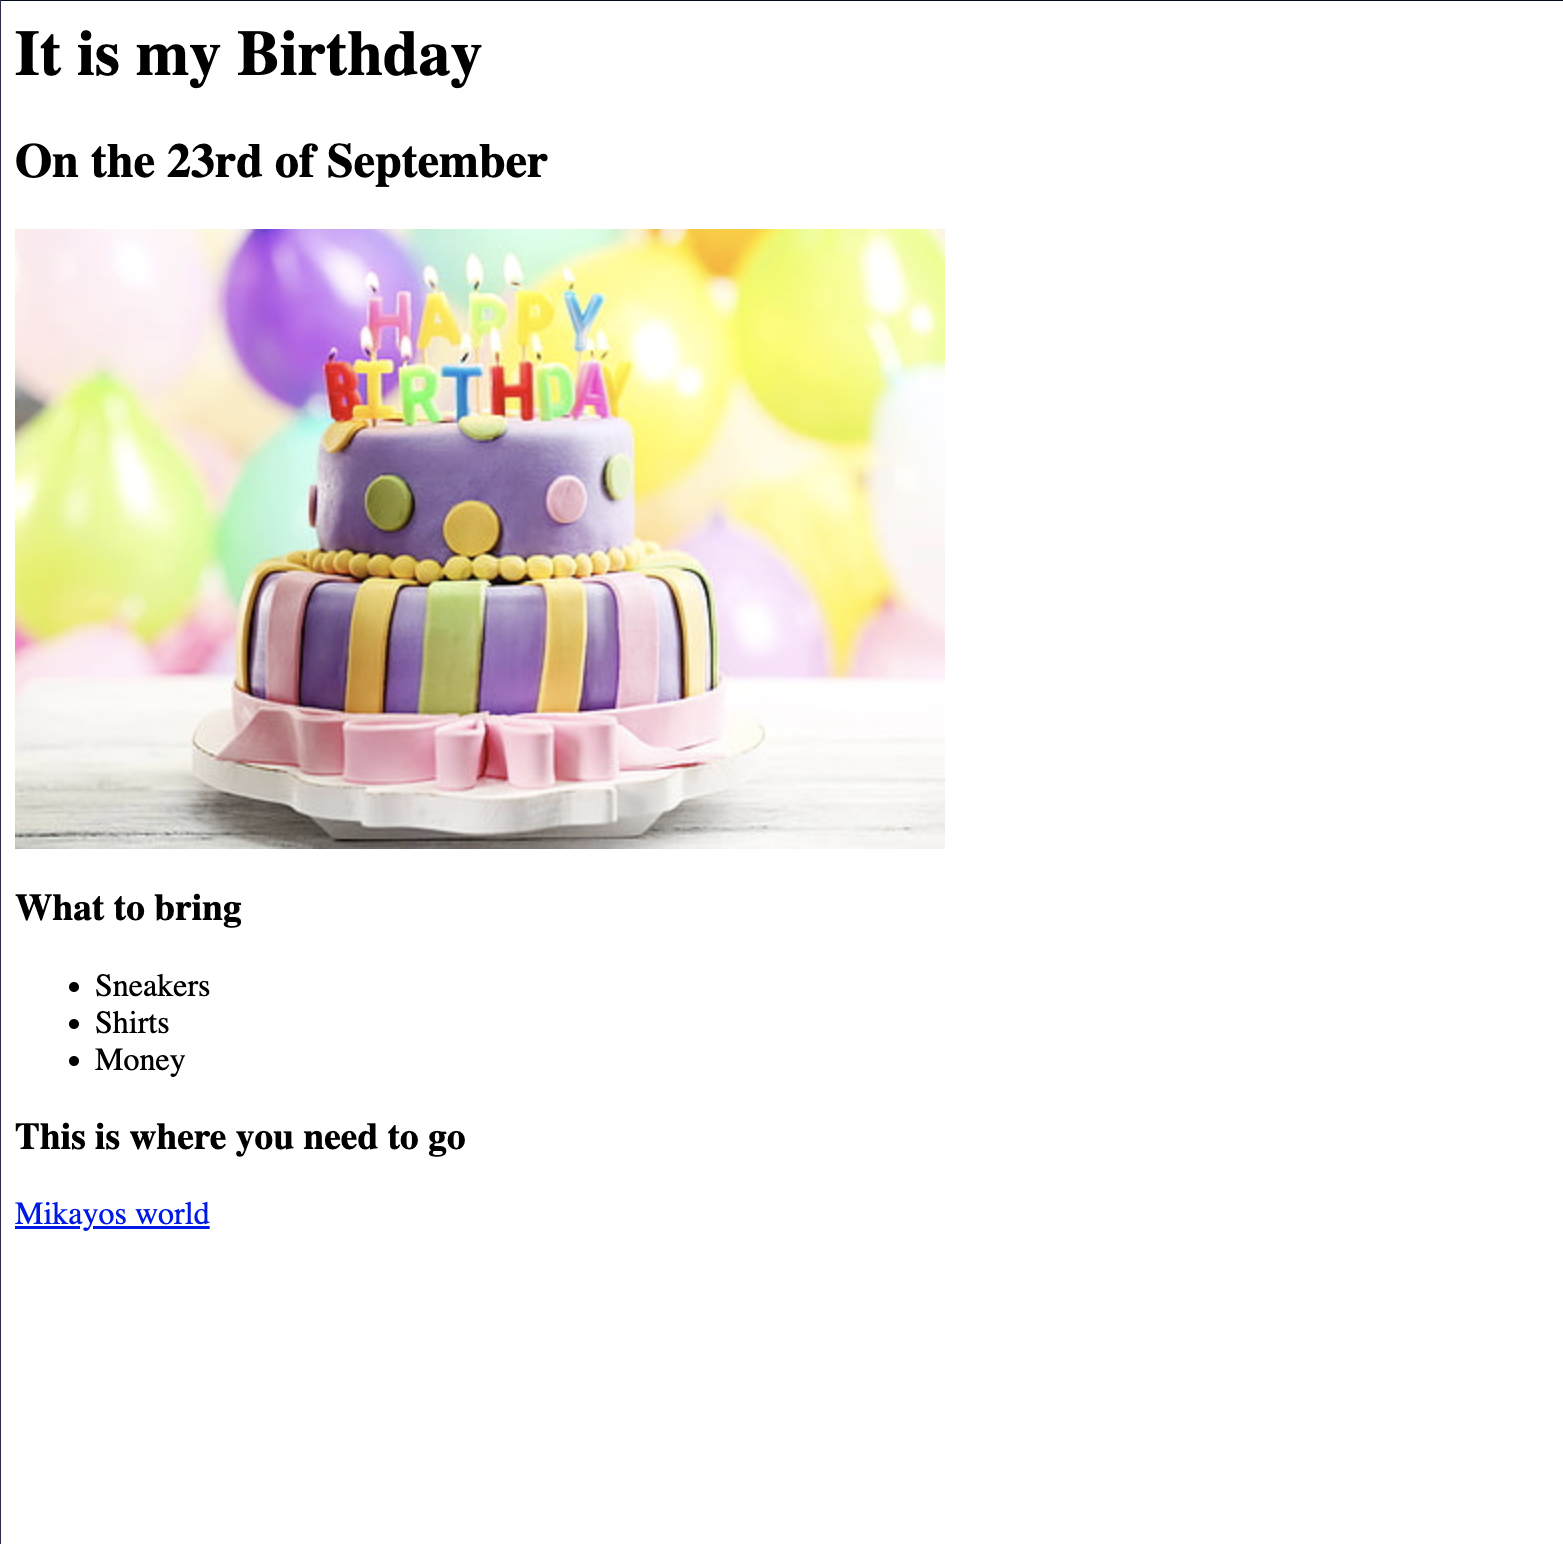 It is my Birthday
On the 23rd of September
HAPPY
BIRTHDAY
What to bring
Sneakers
Shirts
Money
This is where you need to go
Mikayos world